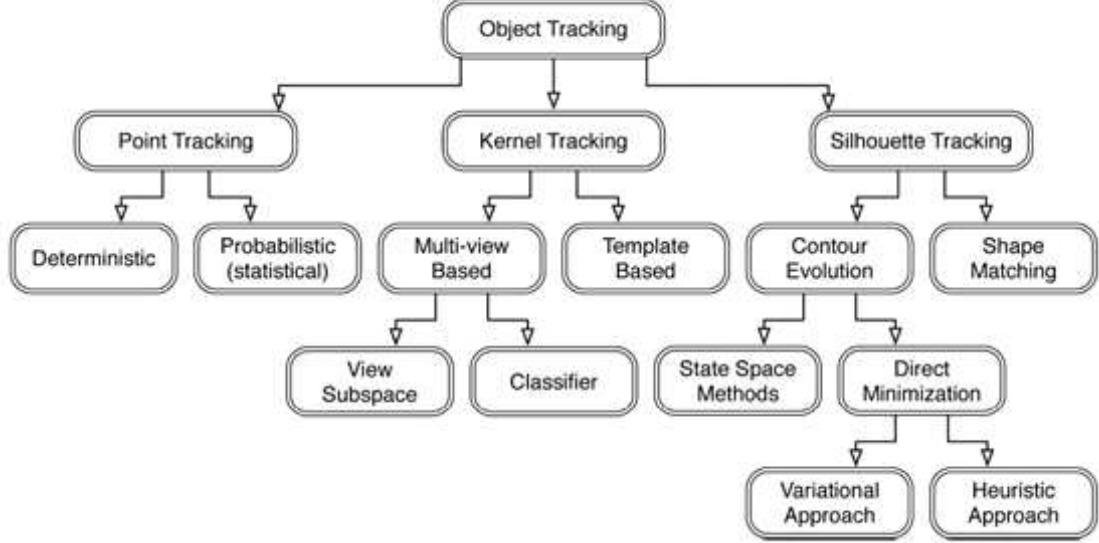 Object Tracking
Point Tracking
Kernel Tracking
Silhouette Tracking
Deterministic
Probabilistic
(statistical)
Multi-view
Based
Template
Based
Contour
Evolution
Shape
Matching
View
Subspace
Classifier
State Space
Methods
Direct
Minimization
Variational
Approach
Heuristic
Approach